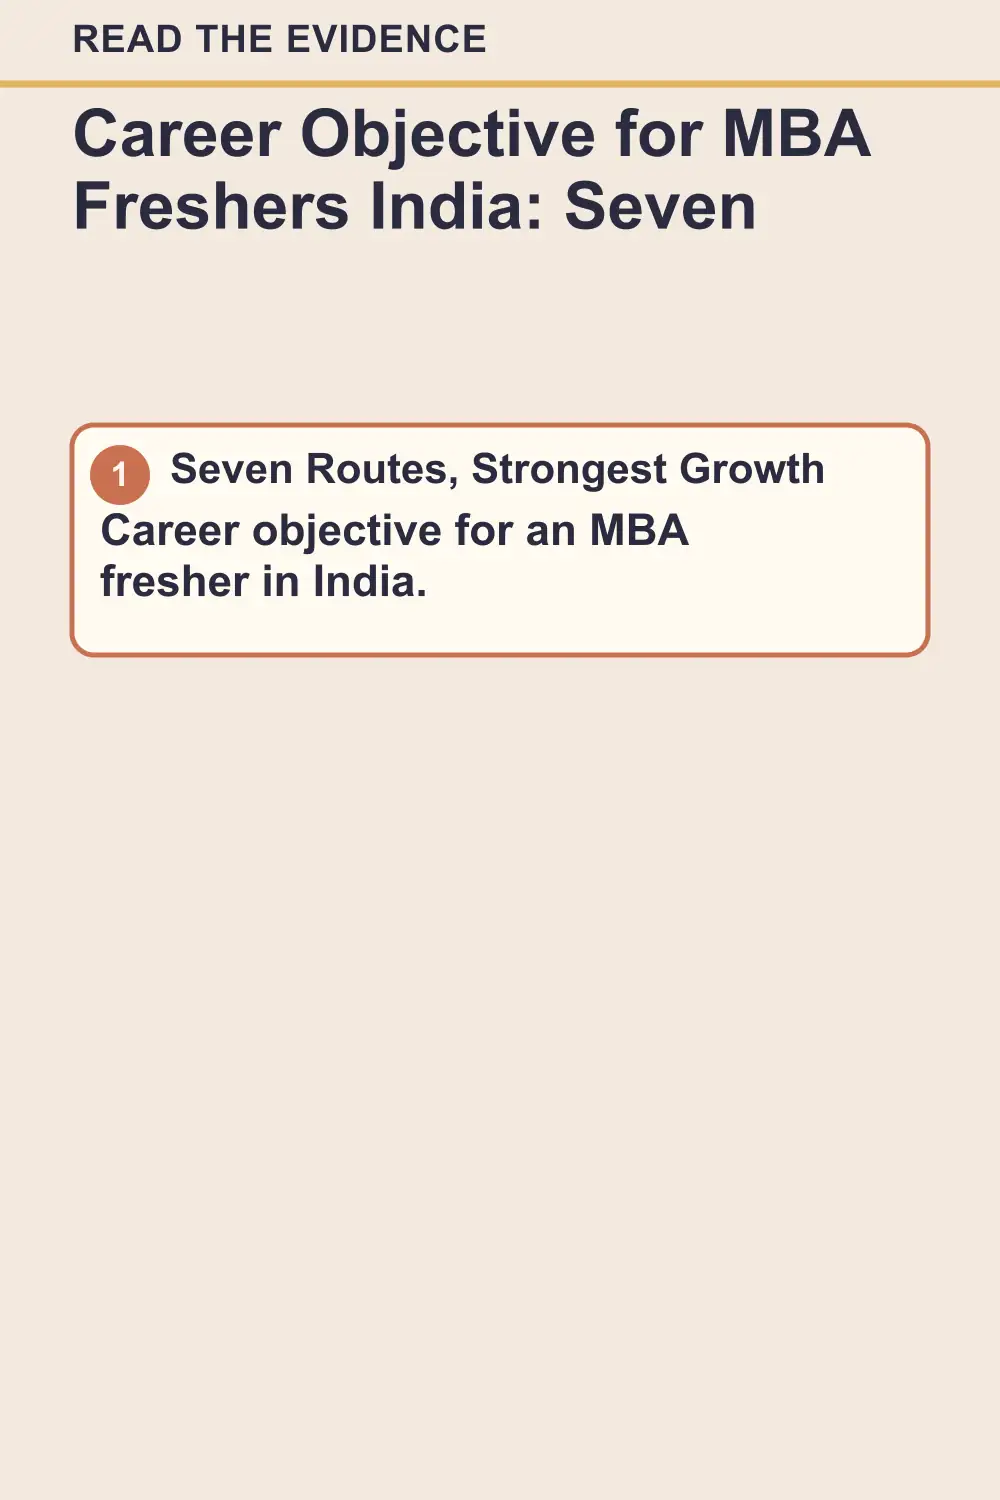 READ THE EVIDENCE
Career Objective for MBA
Freshers India: Seven
1 Seven Routes, Strongest Growth
Career objective for an MBA
fresher in India.